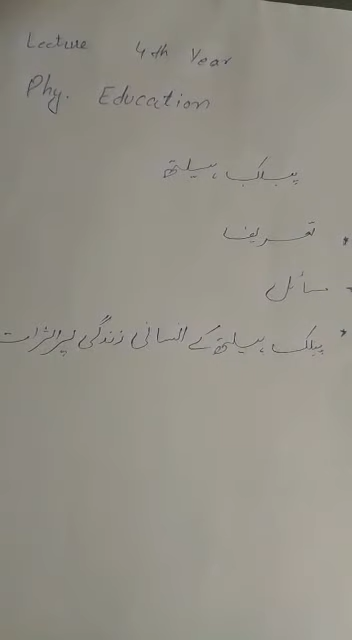 Lecture 4th Year
Phy. Education
پبلک ہیلتھ
* تعریف
- مسائل
* پبلک ہیلتھ کے انسانی زندگی پر اثرات